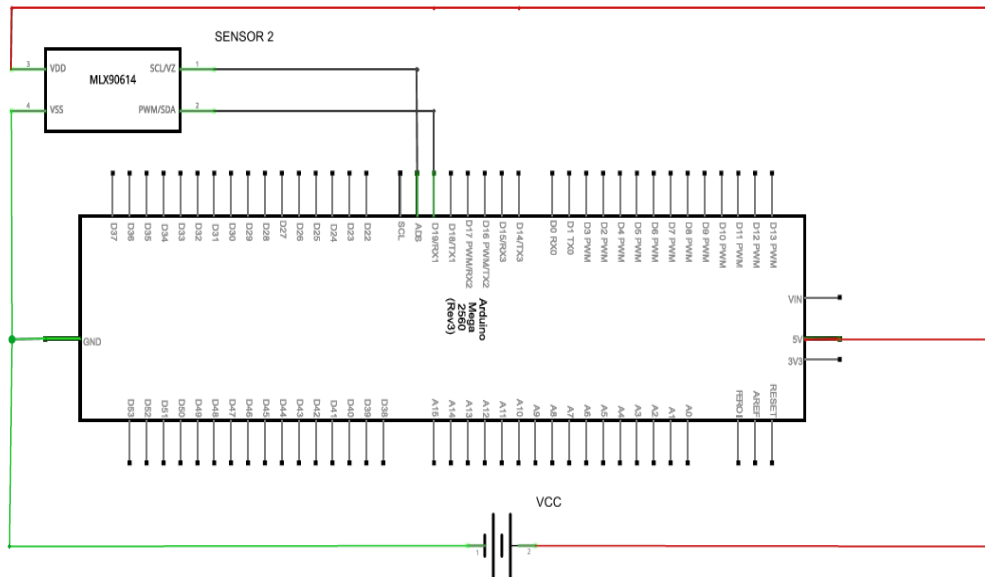 SENSOR 2
3
VDD
SCL/VZ
1
MLX90614
4
VSS
PWM/SDA
2
D37
D36
D35
D34
D33
D32
D31
D30
D29
D28
D27
D26
D25
D24
D23
D22
SCL
ADS
D19/RX1
D18/TX1
D17 PWM/RX2
D16 PWM/TX2
D15/RX3
D14/TX3
D0 RX0
D1 TX0
D3 PWM
D2 PWM
D4 PWM
D5 PWM
D6 PWM
D7 PWM
D8 PWM
D9 PWM
D10 PWM
D11 PWM
D12 PWM
D13 PWM
Arduino
Mega
2560
(Rev3)
VIN
GND
5V
3V3
D53
D52
D51
D50
D49
D48
D47
D46
D45
D44
D43
D42
D41
D40
D39
D38
A15
A14
A13
A12
A11
A10
A9
A8
A7
A6
A5
A4
A3
A2
A1
A0
AREF
RESET
VCC
1
2